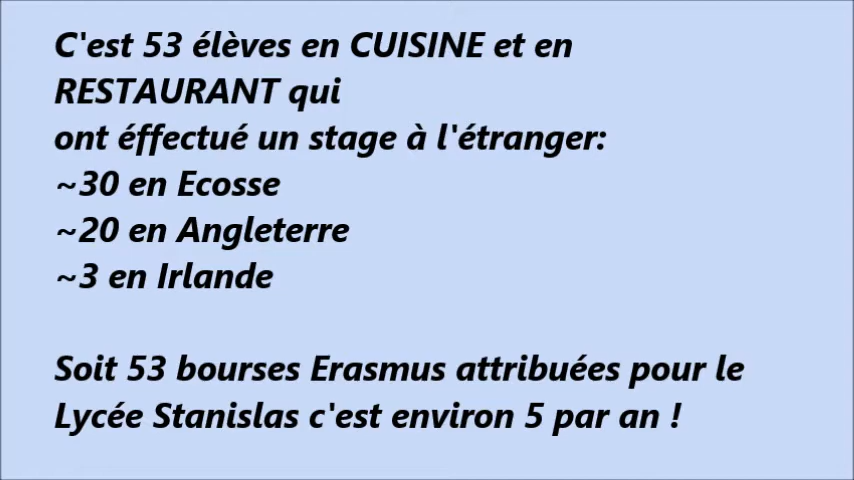 C'est 53 élèves en CUISINE et en
RESTAURANT qui
ont éffectué un stage à l'étranger:
~30 en Ecosse
~20 en Angleterre
~3 en Irlande
Soit 53 bourses Erasmus attribuées pour le
Lycée Stanislas c'est environ 5 par an !